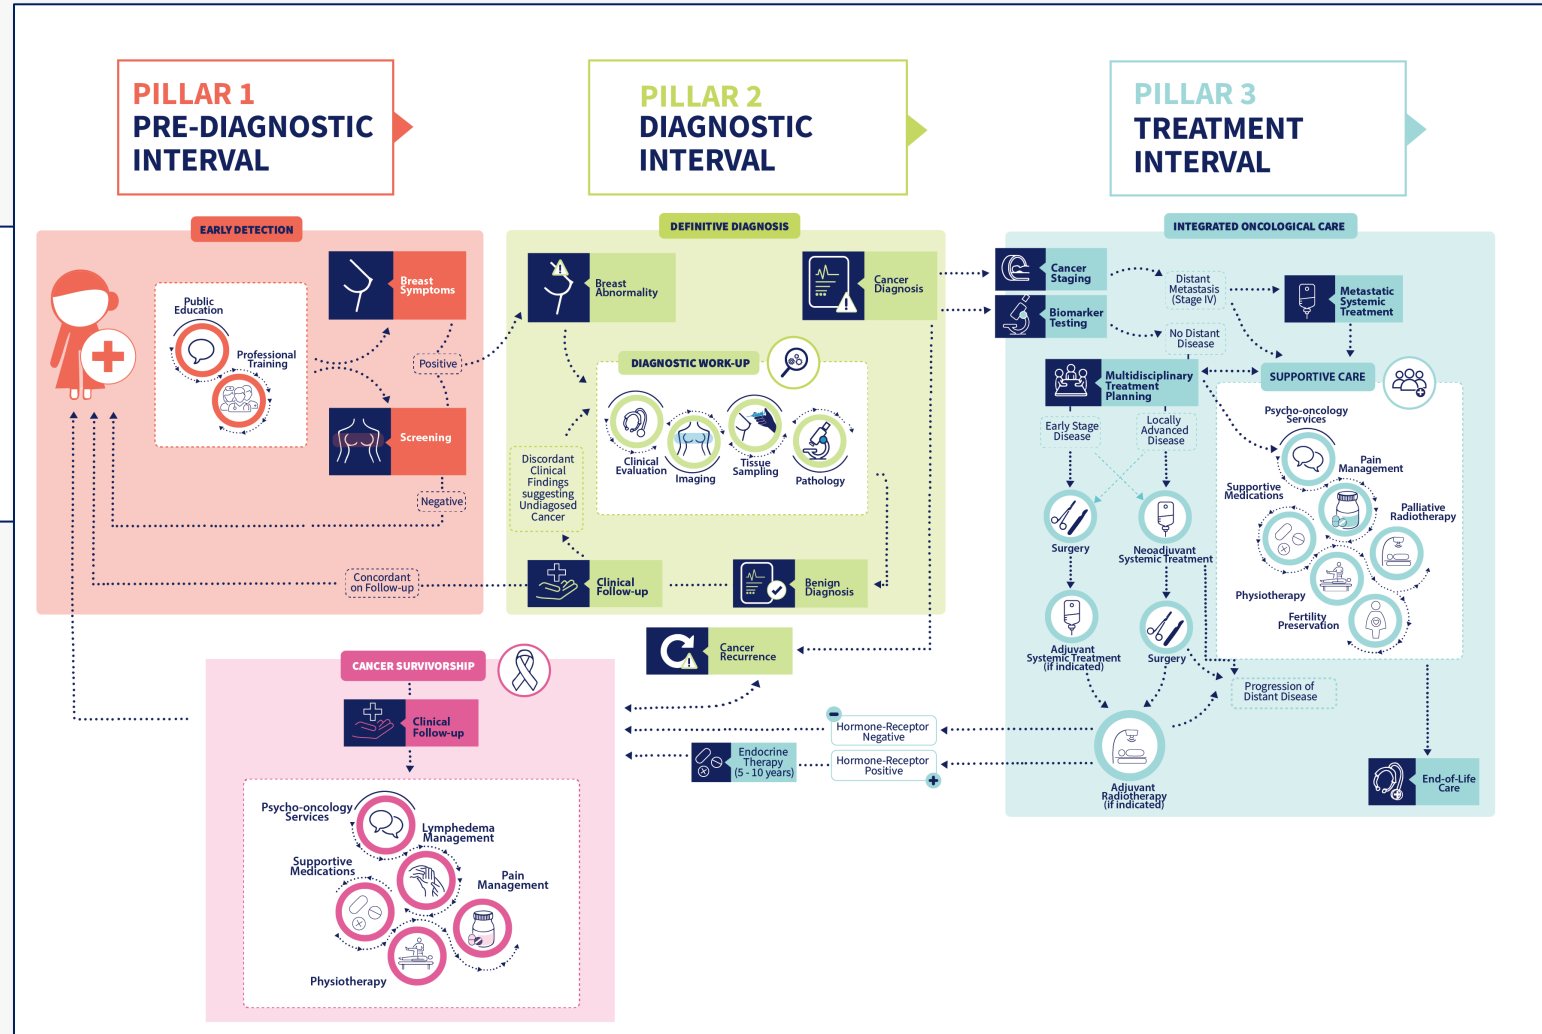 PILLAR 1
PRE-DIAGNOSTIC
INTERVAL
PILLAR 2
DIAGNOSTIC
INTERVAL
PILLAR 3
TREATMENT
INTERVAL
EARLY DETECTION
Public
Education
Professional
Training
Breast
Symptoms
Positive
Screening
Negative
Concordant
on Follow-up
DEFINITIVE DIAGNOSIS
Breast
Abnormality
Cancer
Diagnosis
DIAGNOSTIC WORK-UP
Clinical
Evaluation
Imaging
Tissue
Sampling
Pathology
Discordant
Clinical
Findings
suggesting
Undiagosed
Cancer
Clinical
Follow-up
Benign
Diagnosis
Cancer
Recurrence
INTEGRATED ONCOLOGICAL CARE
Cancer
Staging
Biomarker
Testing
Distant
Metastasis
(Stage IV)
No Distant
Disease
Metastatic
Systemic
Treatment
Multidisciplinary
Treatment
Planning
Early Stage
Disease
Locally
Advanced
Disease
Surgery
Neoadjuvant
Systemic Treatment
Adjuvant
Systemic Treatment
(if indicated)
Surgery
Adjuvant
Radiotherapy
(if indicated)
SUPPORTIVE CARE
Psycho-oncology
Services
Pain
Management
Supportive
Medications
Palliative
Radiotherapy
Physiotherapy
Fertility
Preservation
Progression of
Distant Disease
End-of-Life
Care
Hormone-Receptor
Negative
Hormone-Receptor
Positive
Endocrine
Therapy
(5 - 10 years)
CANCER SURVIVORSHIP
Clinical
Follow-up
Psycho-oncology
Services
Lymphedema
Management
Supportive
Medications
Pain
Management
Physiotherapy